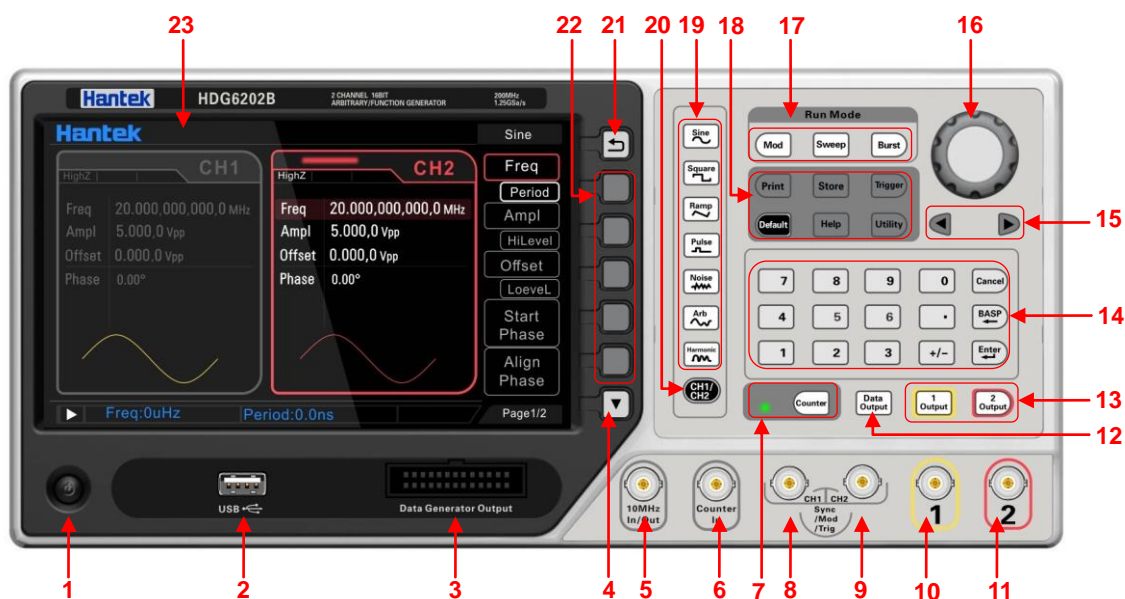 23
22
21
20
19
18
17
16
Hantek
HDG6202B
2 CHANNEL 16BIT
ARBITRARY/FUNCTION GENERATOR
200MHz
1.25GSa/s
Hantek
Sine
CH1
HighZ
Freq 20.000,000,000,0 MHz
Ampl 5.000,0 Vpp
Offset 0.000,0 Vpp
Phase 0.00°
CH2
HighZ
Freq 20.000,000,000,0 MHz
Ampl 5.000,0 Vpp
Offset 0.000,0 Vpp
Phase 0.00°
Freq
Period
Ampl
HiLevel
Offset
LoeveL
Start
Phase
Align
Phase
Freq:0uHz
Period:0.0ns
Page1/2
Sine
Square
Ramp
Pulse
Noise
Arb
Harmonic
CH1/
CH2
Run Mode
Mod
Sweep
Burst
Print
Store
Trigger
Default
Help
Utility
15
7
8
9
0
Cancel
4
5
6
.
BASP
14
1
2
3
+/-
Enter
Counter
Data
Output
1
Output
2
Output
13
12
USB
Data Generator Output
10MHz
In/Out
Counter
In
CH1
CH2
Sync
/Mod
/Trig
1
2
1
2
3
4
5
6
7
8
9
10
11